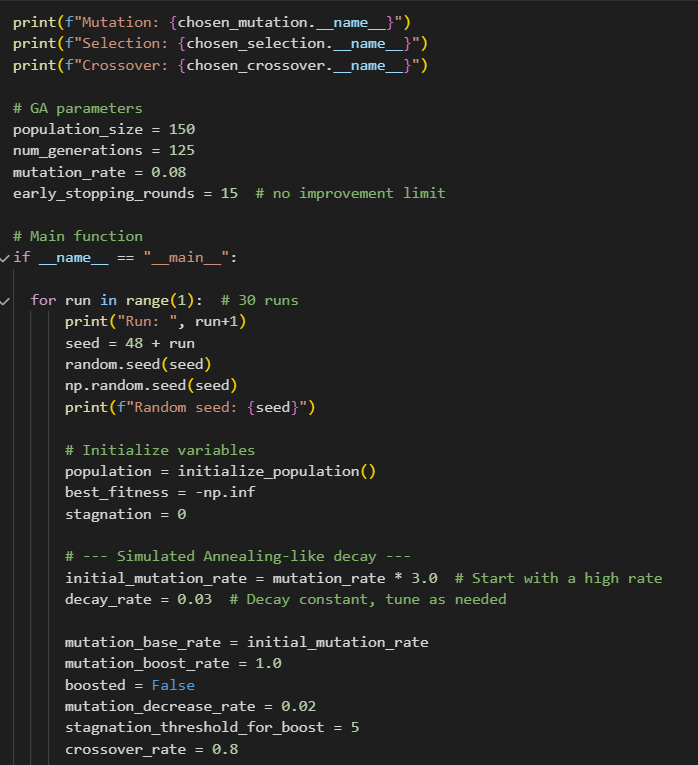 print(f"Mutation: {chosen_mutation.__name__}")
print(f"Selection: {chosen_selection.__name__}")
print(f"Crossover: {chosen_crossover.__name__}")

# GA parameters
population_size = 150
num_generations = 125
mutation_rate = 0.08
early_stopping_rounds = 15  # no improvement limit

# Main function
if __name__ == "__main__":

  for run in range(1):  # 30 runs
      print("Run: ", run+1)
      seed = 48 + run
      random.seed(seed)
      np.random.seed(seed)
      print(f"Random seed: {seed}")

      # Initialize variables
      population = initialize_population()
      best_fitness = -np.inf
      stagnation = 0

      # --- Simulated Annealing-like decay ---
      initial_mutation_rate = mutation_rate * 3.0  # Start with a high rate
      decay_rate = 0.03  # Decay constant, tune as needed

      mutation_base_rate = initial_mutation_rate
      mutation_boost_rate = 1.0
      boosted = False
      mutation_decrease_rate = 0.02
      stagnation_threshold_for_boost = 5
      crossover_rate = 0.8